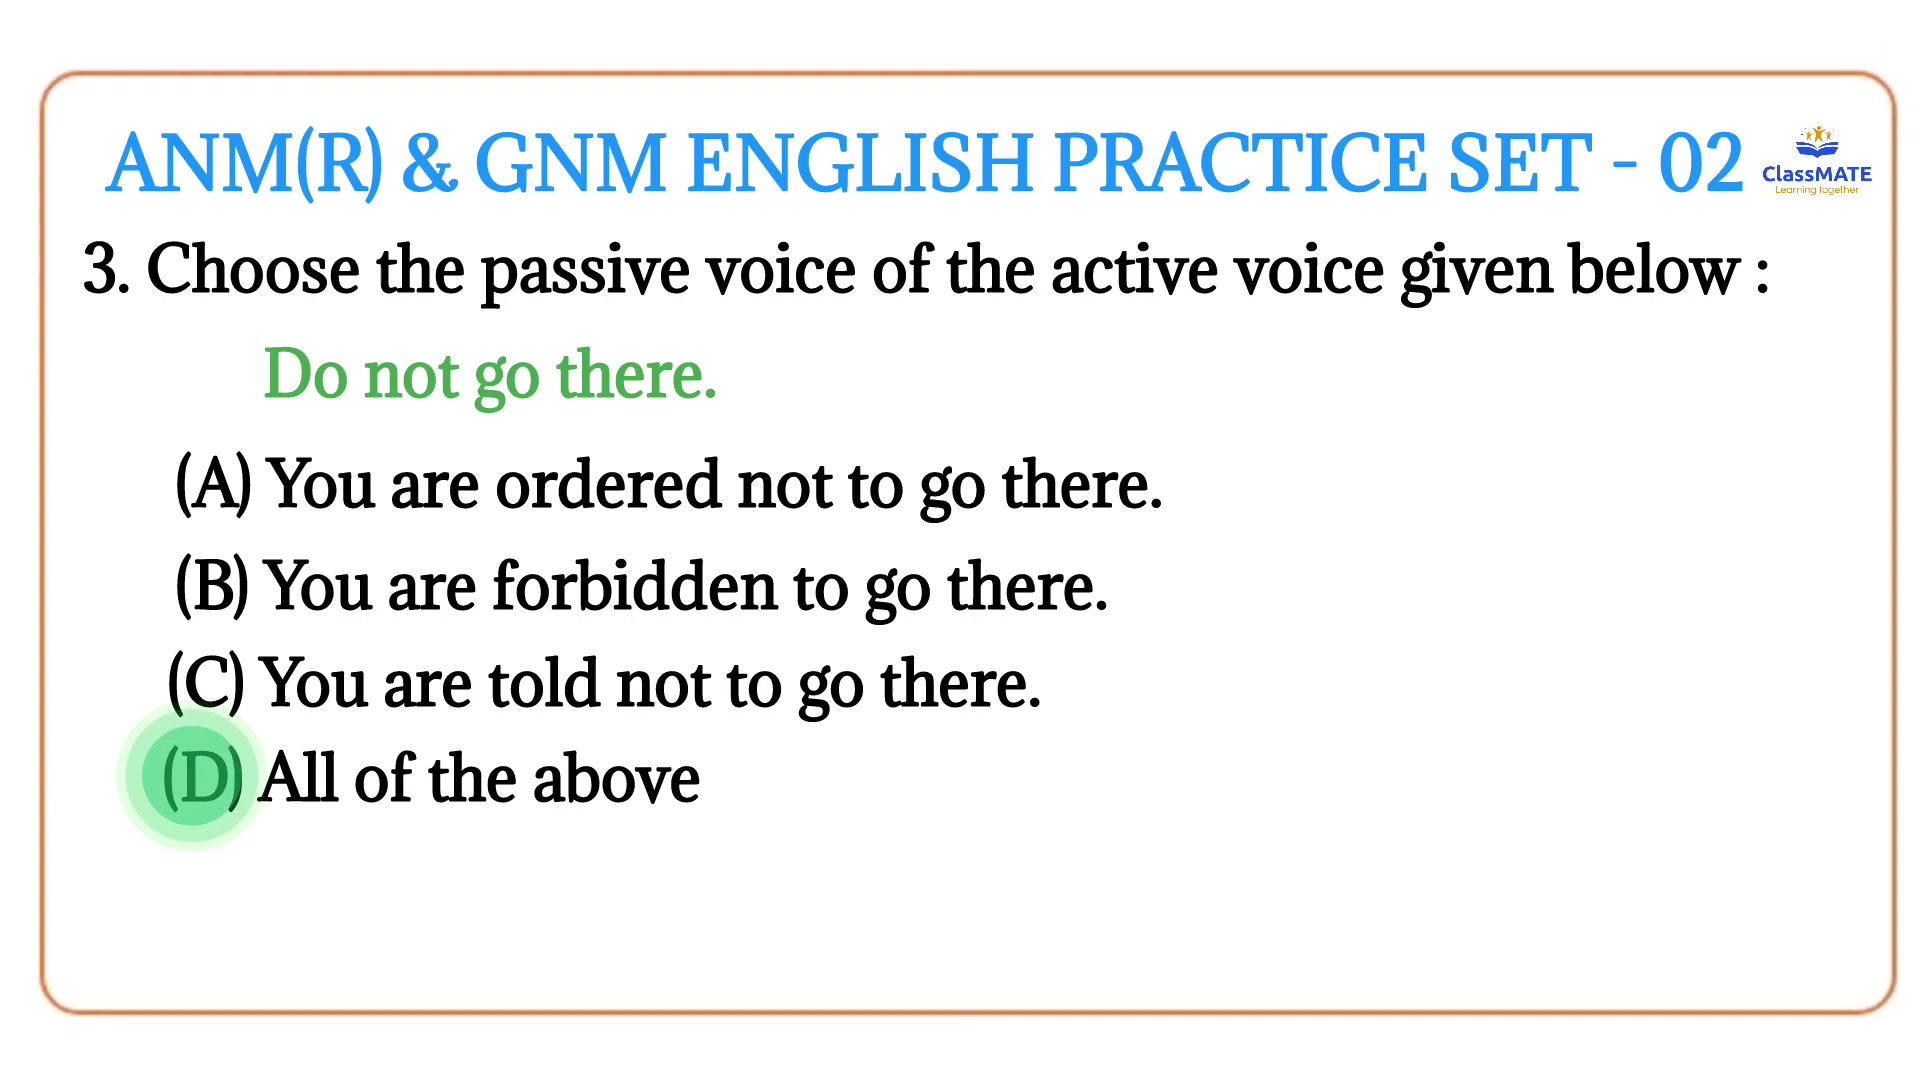 ANM(R) & GNM ENGLISH PRACTICE SET - 02
ClassMATE
Learning together
3. Choose the passive voice of the active voice given below :
Do not go there.
(A) You are ordered not to go there.
(B) You are forbidden to go there.
(C) You are told not to go there.
(D) All of the above